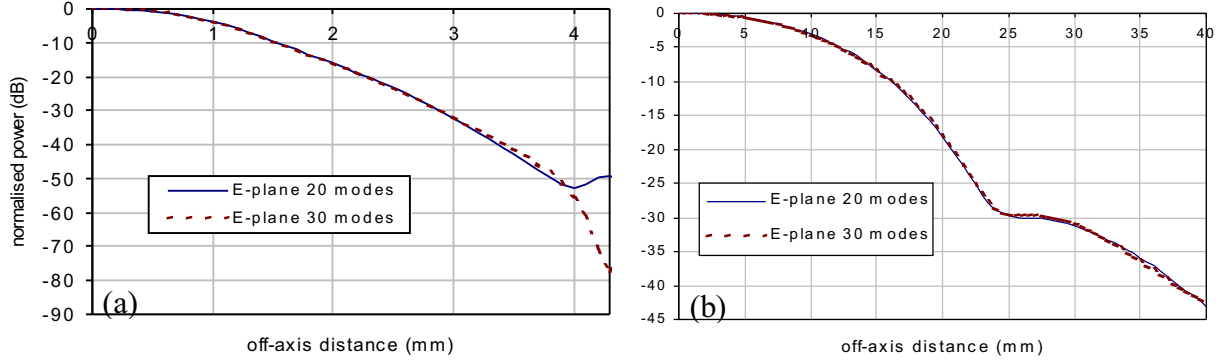 0
-10
-20
-30
-40
-50
-60
-70
-80
-90
0 1 2 3 4
normalised power (dB)
E-plane 20 modes
E-plane 30 modes
(a)
off-axis distance (mm)
0
-5
-10
-15
-20
-25
-30
-35
-40
-45
0 5 10 15 20 25 30 35 40
E-plane 20 modes
E-plane 30 modes
(b)
off-axis distance (mm)